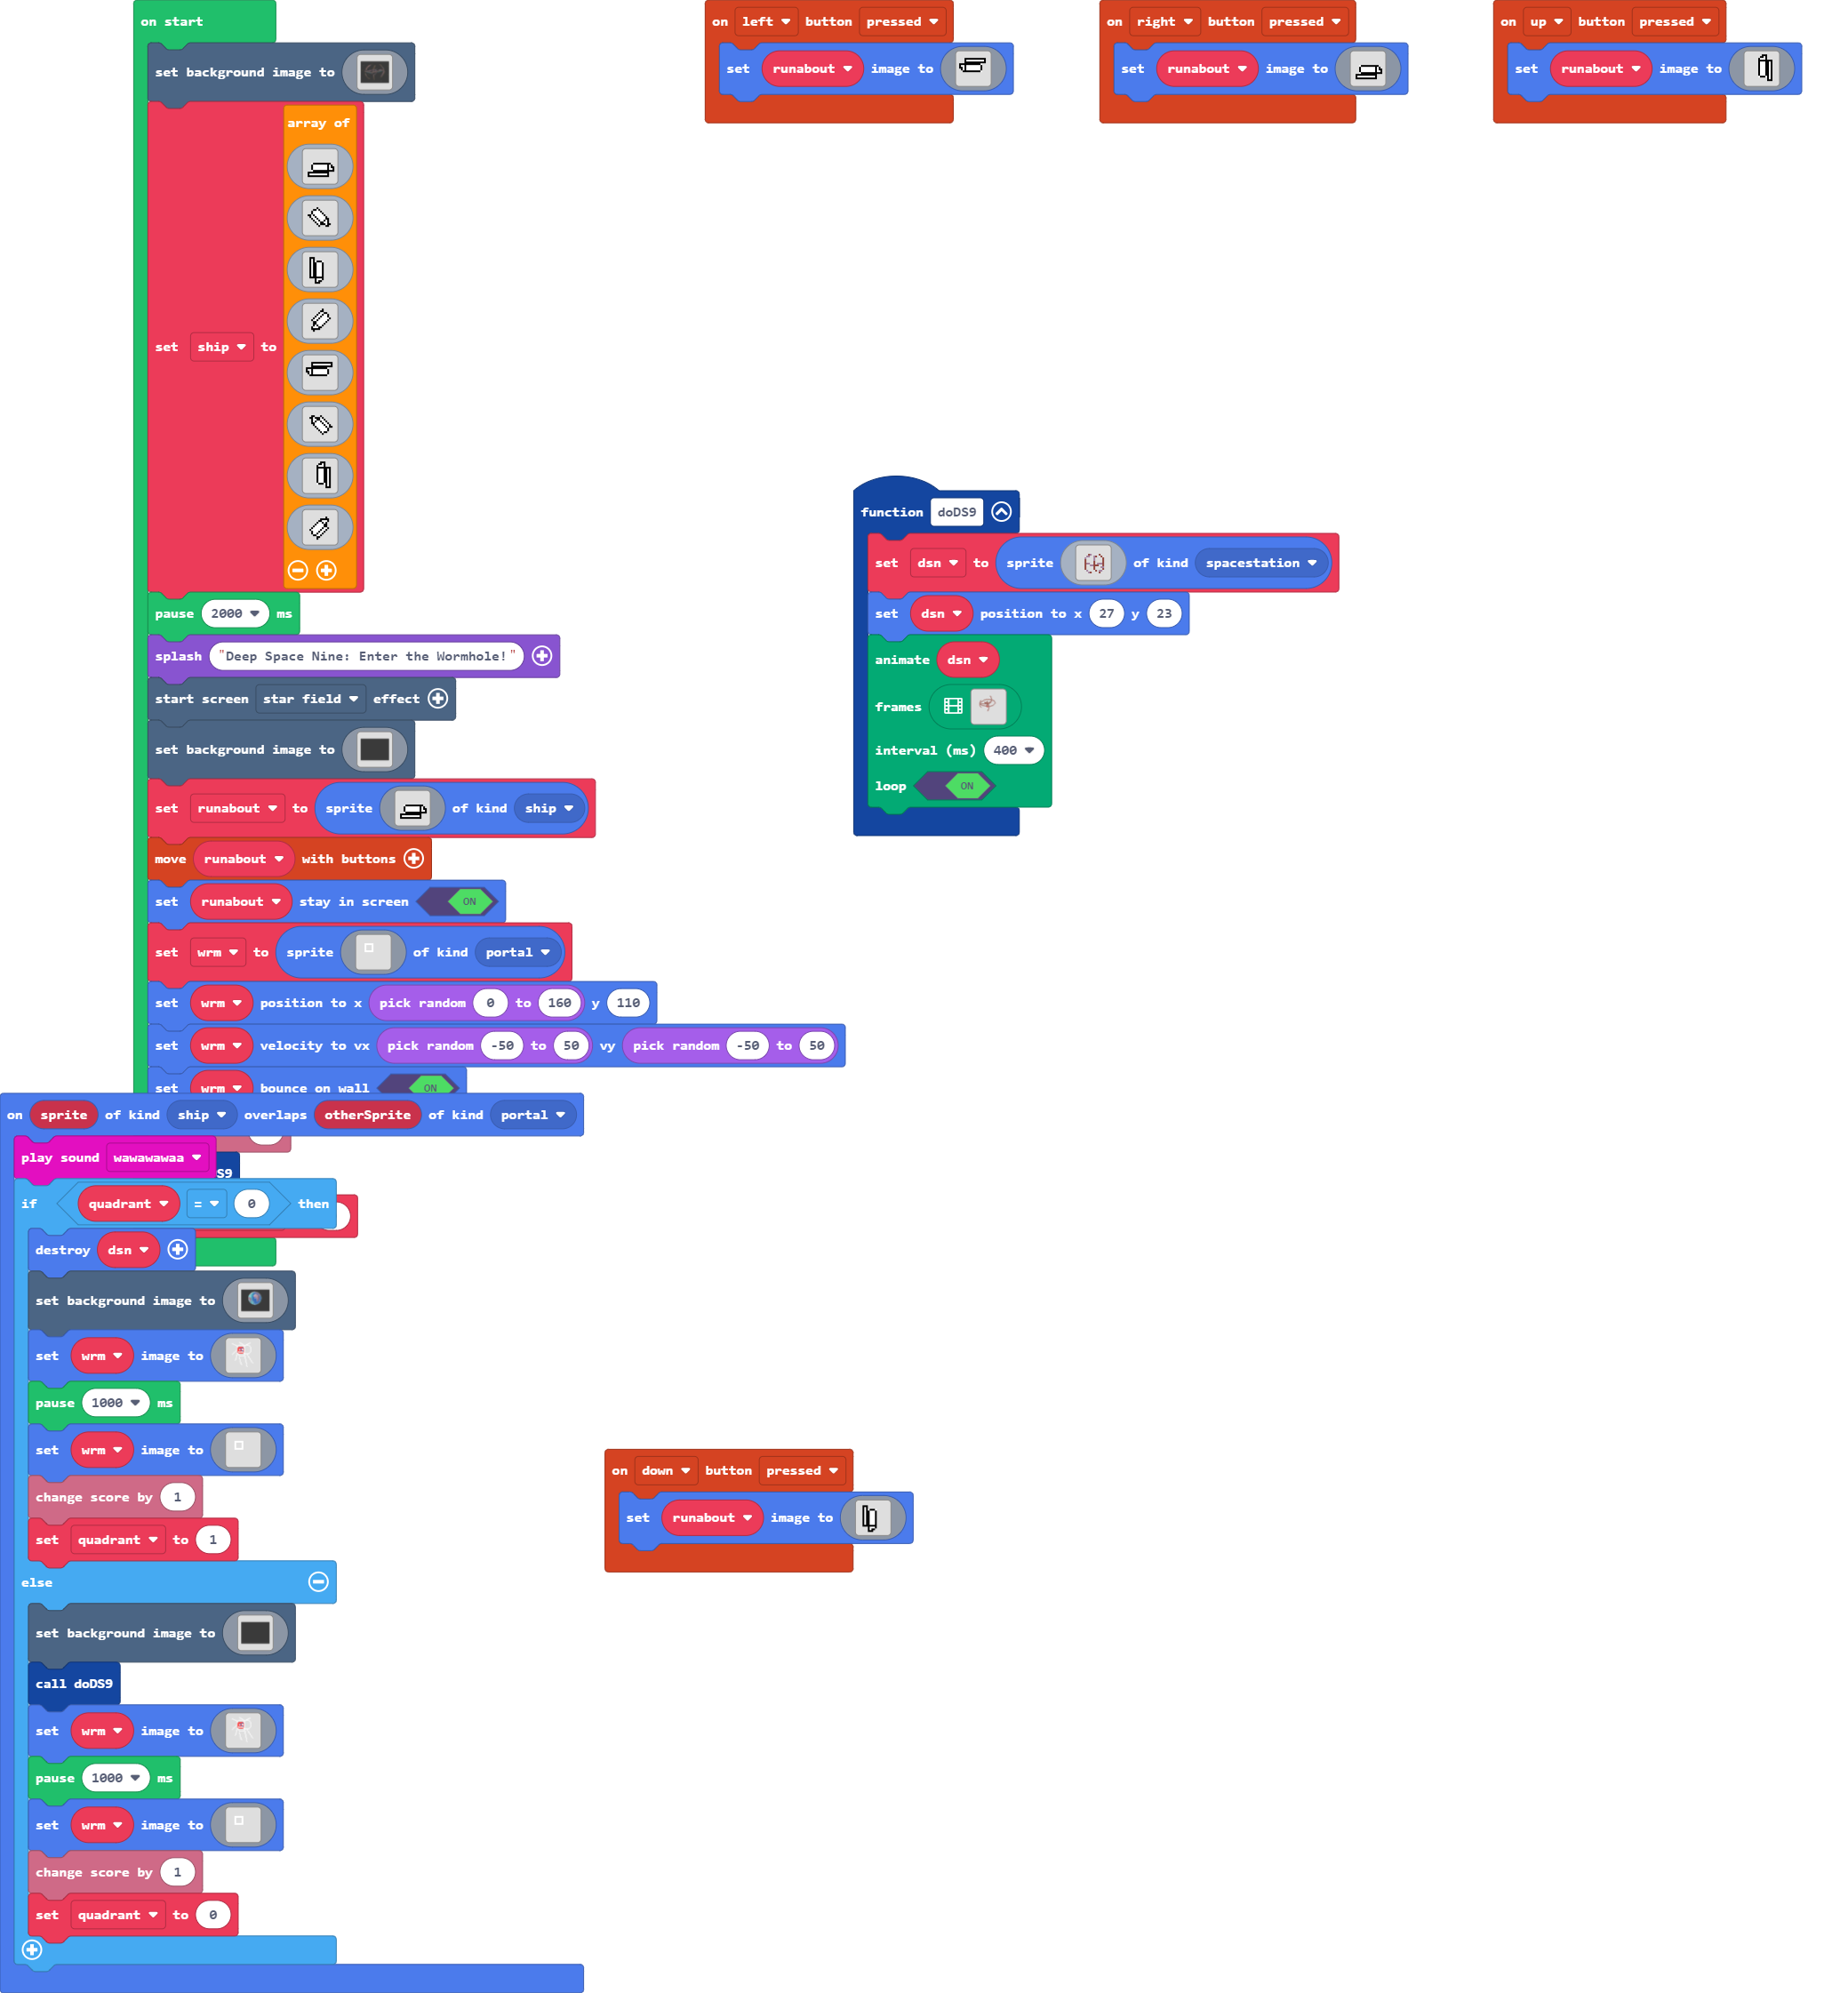 on start
set background image to
set ship to
array of
pause 2000 ms
splash "Deep Space Nine: Enter the Wormhole!"
start screen star field effect
set background image to
set runabout to sprite of kind ship
move runabout with buttons
set runabout stay in screen ON
set wrm to sprite of kind portal
set wrm position to x pick random 0 to 160 y 110
set wrm velocity to vx pick random -50 to 50 vy pick random -50 to 50
set wrm bounce on wall ON
S9
on sprite of kind ship overlaps otherSprite of kind portal
play sound wawawawaa
if quadrant = 0 then
destroy dsn
set background image to
set wrm image to
pause 1000 ms
set wrm image to
change score by 1
set quadrant to 1
else
set background image to
call doDS9
set wrm image to
pause 1000 ms
set wrm image to
change score by 1
set quadrant to 0
on left button pressed
set runabout image to
on right button pressed
set runabout image to
on up button pressed
set runabout image to
function doDS9
set dsn to sprite of kind spacestation
set dsn position to x 27 y 23
animate dsn
frames
interval (ms) 400
loop ON
on down button pressed
set runabout image to